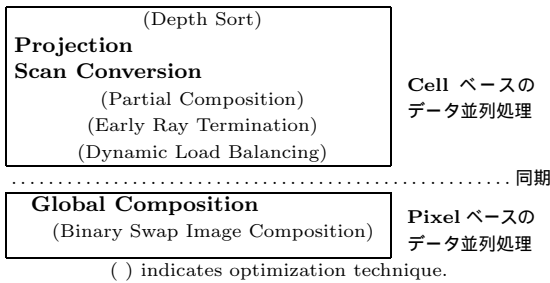 (Depth Sort)
Projection
Scan Conversion
(Partial Composition)
(Early Ray Termination)
(Dynamic Load Balancing)
Cell ベースの
データ並列処理
同期
Global Composition
(Binary Swap Image Composition)
Pixel ベースの
データ並列処理
( ) indicates optimization technique.